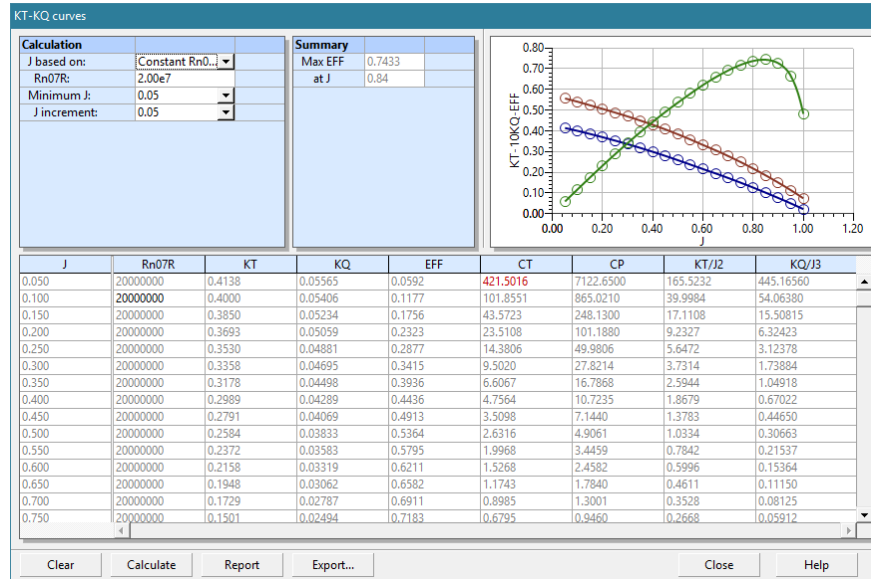 KT-KQ curves
Calculation
J based on: Constant Rn0...
Rn07R: 2.00e7
Minimum J: 0.05
J increment: 0.05
Summary
Max EFF 0.7433
at J 0.84
KT-10KQ-EFF
0.80
0.70
0.60
0.50
0.40
0.30
0.20
0.10
0.00
0.00 0.20 0.40 0.60 0.80 1.00 1.20
J
J Rn07R KT KQ EFF CT CP KT/J2 KQ/J3
0.050 20000000 0.4138 0.05565 0.0592 421.5016 7122.6500 165.5232 445.16560
0.100 20000000 0.4000 0.05406 0.1177 101.8551 865.0210 39.9984 54.06380
0.150 20000000 0.3850 0.05234 0.1756 43.5723 248.1300 17.1108 15.50815
0.200 20000000 0.3693 0.05059 0.2323 23.5108 101.1880 9.2327 6.32423
0.250 20000000 0.3530 0.04881 0.2877 14.3806 49.9806 5.6472 3.12378
0.300 20000000 0.3358 0.04695 0.3415 9.5020 27.8214 3.7314 1.73884
0.350 20000000 0.3178 0.04498 0.3936 6.6067 16.7868 2.5944 1.04918
0.400 20000000 0.2989 0.04289 0.4436 4.7564 10.7235 1.8679 0.67022
0.450 20000000 0.2791 0.04069 0.4913 3.5098 7.1440 1.3783 0.44650
0.500 20000000 0.2584 0.03833 0.5364 2.6316 4.9061 1.0334 0.30663
0.550 20000000 0.2372 0.03583 0.5795 1.9968 3.4459 0.7842 0.21537
0.600 20000000 0.2158 0.03319 0.6211 1.5268 2.4582 0.5996 0.15364
0.650 20000000 0.1948 0.03062 0.6582 1.1743 1.7840 0.4611 0.11150
0.700 20000000 0.1729 0.02787 0.6911 0.8985 1.3001 0.3528 0.08125
0.750 20000000 0.1501 0.02494 0.7183 0.6795 0.9460 0.2668 0.05912
Clear Calculate Report Export... Close Help